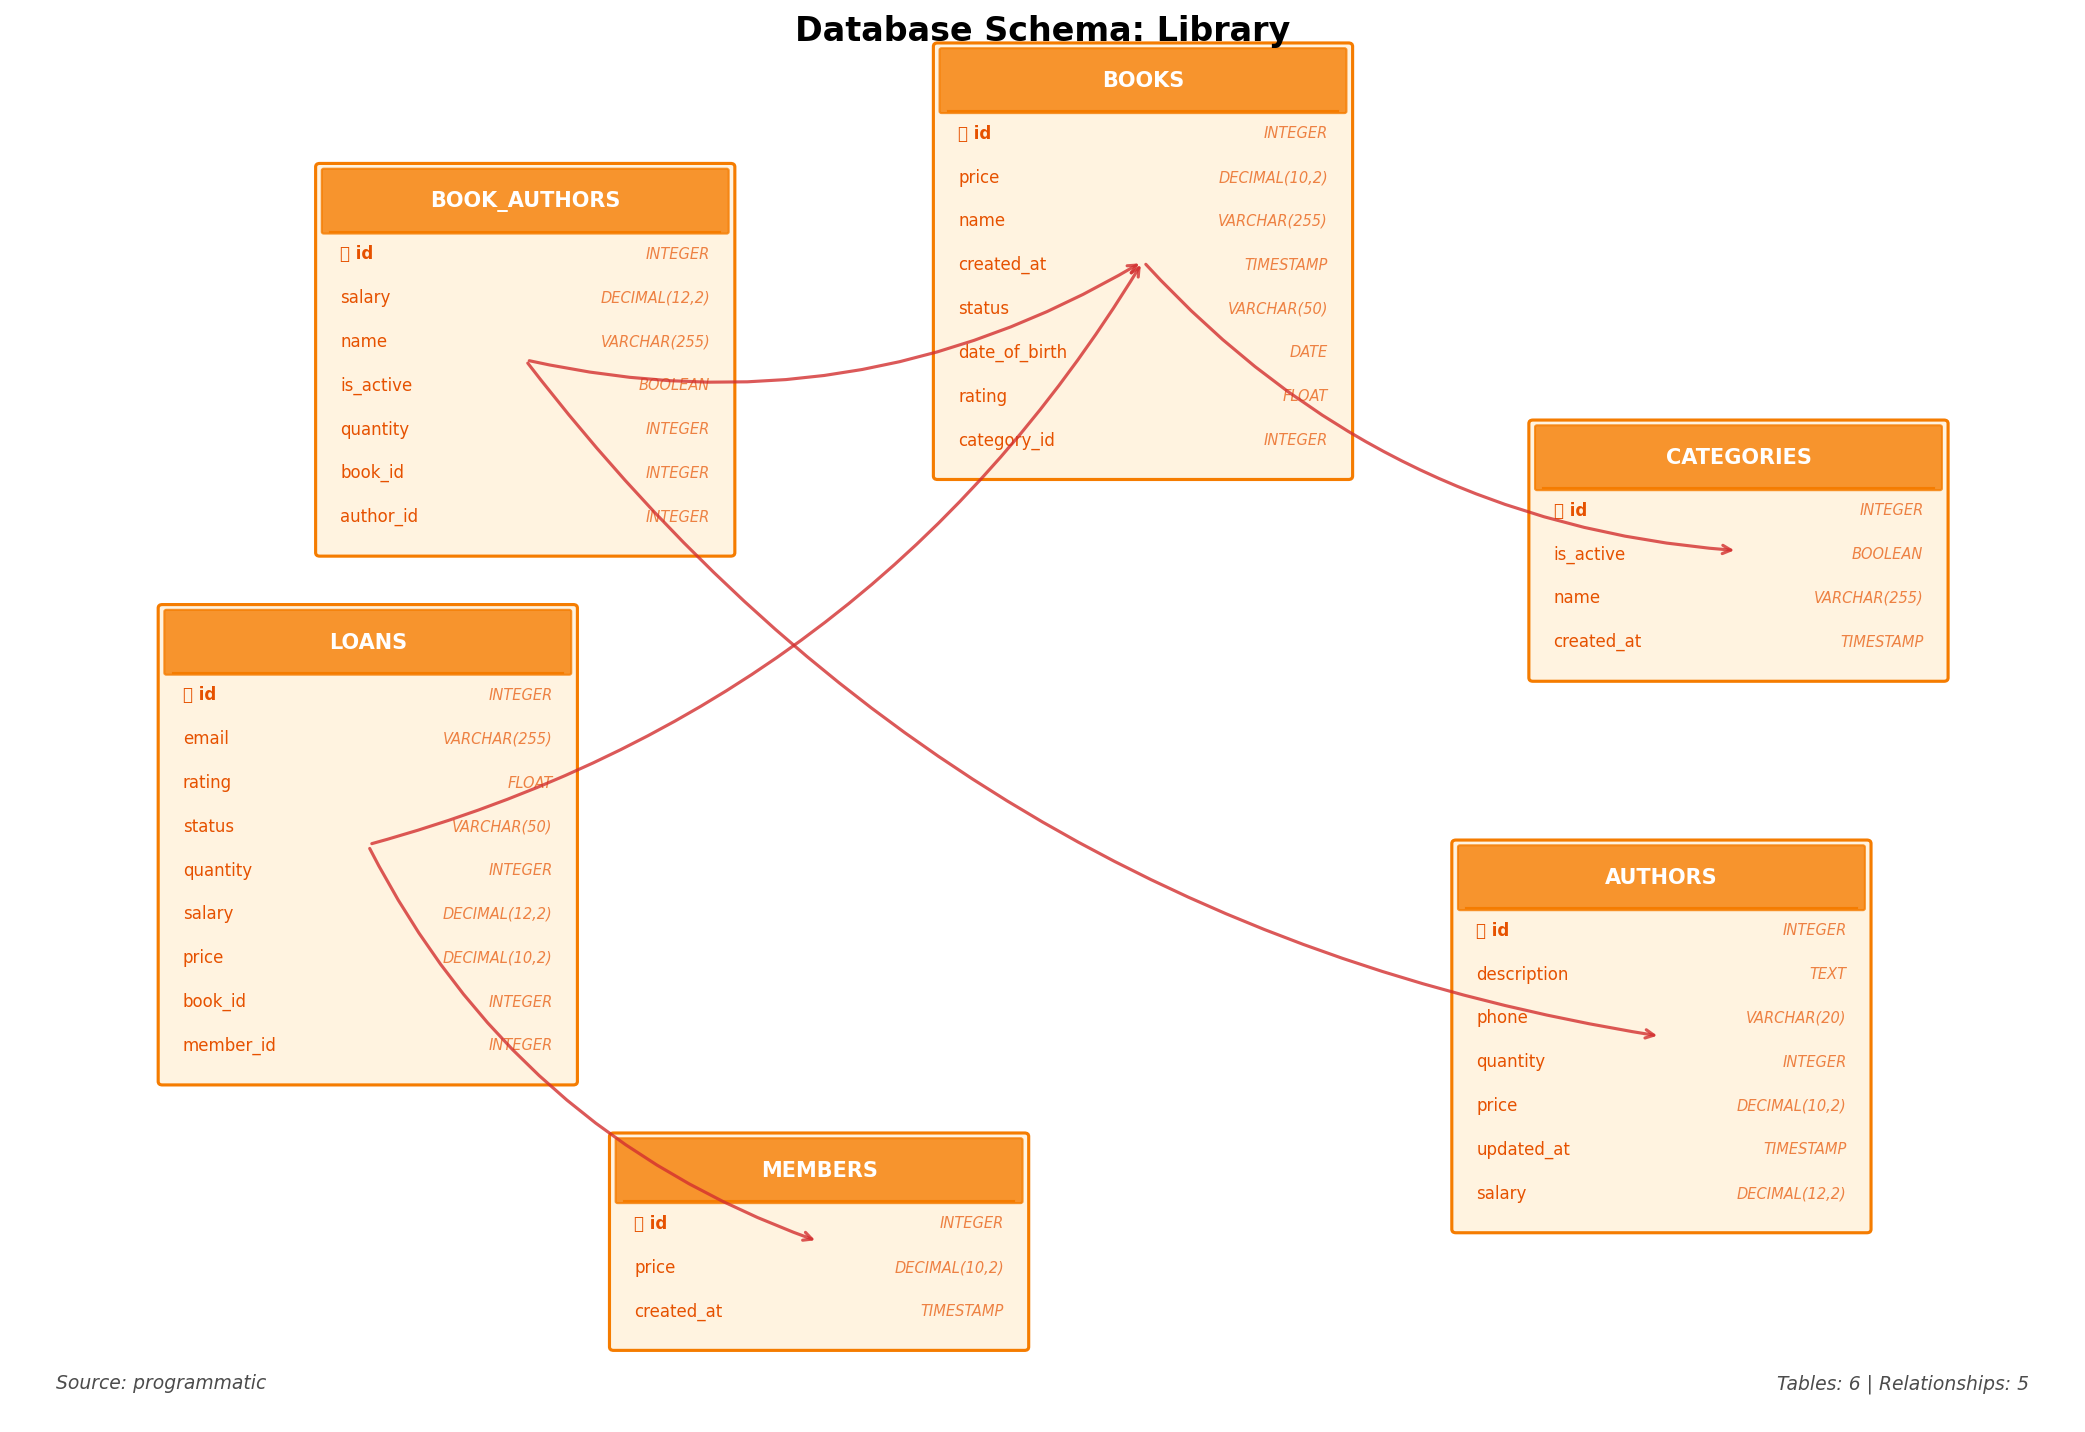 Database Schema: Library
BOOKS
id INTEGER
price DECIMAL(10,2)
name VARCHAR(255)
created_at TIMESTAMP
status VARCHAR(50)
date_of_birth DATE
rating FLOAT
category_id INTEGER
BOOK_AUTHORS
id INTEGER
salary DECIMAL(12,2)
name VARCHAR(255)
is_active BOOLEAN
quantity INTEGER
book_id INTEGER
author_id INTEGER
CATEGORIES
id INTEGER
is_active BOOLEAN
name VARCHAR(255)
created_at TIMESTAMP
LOANS
id INTEGER
email VARCHAR(255)
rating FLOAT
status VARCHAR(50)
quantity INTEGER
salary DECIMAL(12,2)
price DECIMAL(10,2)
book_id INTEGER
member_id INTEGER
AUTHORS
id INTEGER
description TEXT
phone VARCHAR(20)
quantity INTEGER
price DECIMAL(10,2)
updated_at TIMESTAMP
salary DECIMAL(12,2)
MEMBERS
id INTEGER
price DECIMAL(10,2)
created_at TIMESTAMP
Source: programmatic
Tables: 6 | Relationships: 5